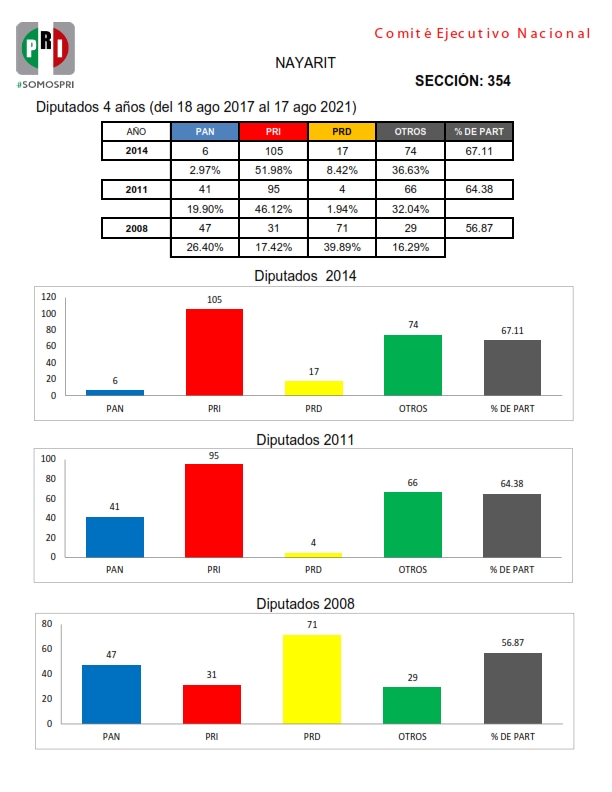 Comité Ejecutivo Nacional
PRI
#SOMOSPRI
NAYARIT
SECCIÓN: 354
Diputados 4 años (del 18 ago 2017 al 17 ago 2021)
AÑO PAN PRI PRD OTROS % DE PART
2014 6 105 17 74 67.11
2.97% 51.98% 8.42% 36.63%
2011 41 95 4 66 64.38
19.90% 46.12% 1.94% 32.04%
2008 47 31 71 29 56.87
26.40% 17.42% 39.89% 16.29%
Diputados 2014
120
100
80
60
40
20
0
6 105 17 74 67.11
PAN PRI PRD OTROS % DE PART
Diputados 2011
100
80
60
40
20
0
41 95 4 66 64.38
PAN PRI PRD OTROS % DE PART
Diputados 2008
80
60
40
20
0
47 31 71 29 56.87
PAN PRI PRD OTROS % DE PART